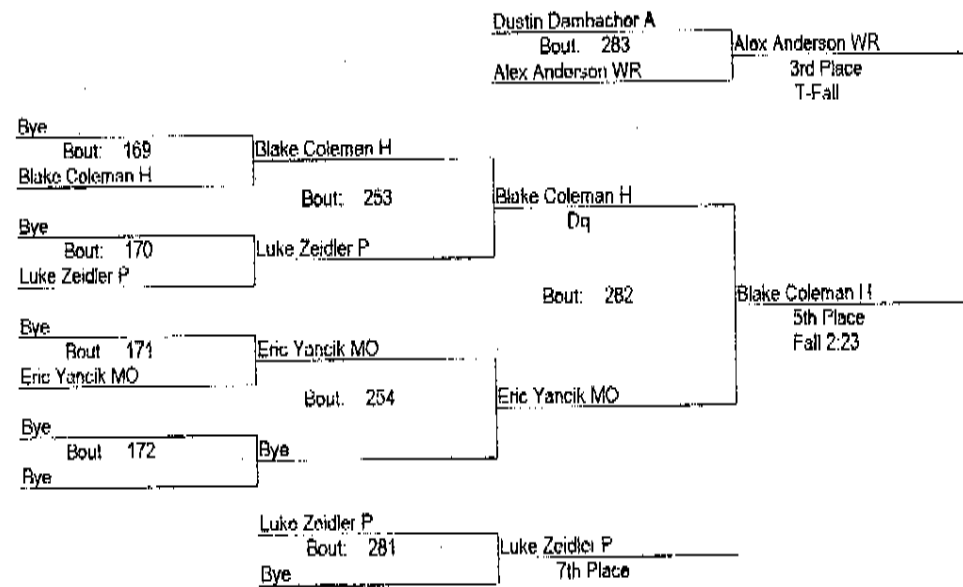 Dustin Dambachor A
Bout. 283
Alex Anderson WR
Alex Anderson WR
3rd Place
T-Fall
Bye
Bout: 169
Blake Coleman H
Blake Coleman H
Bout: 253
Bye
Bout: 170
Luke Zeidler P
Luke Zeidler P
Blake Coleman H
Dq
Bout: 282
Bye
Bout 171
Eric Yancik MO
Eric Yancik MO
Bout. 254
Bye
Bout 172
Bye
Bye
Eric Yancik MO
Blake Coleman H
5th Place
Fall 2:23
Luke Zeidler P
Bout: 281
Bye
Luke Zeidler P
7th Place